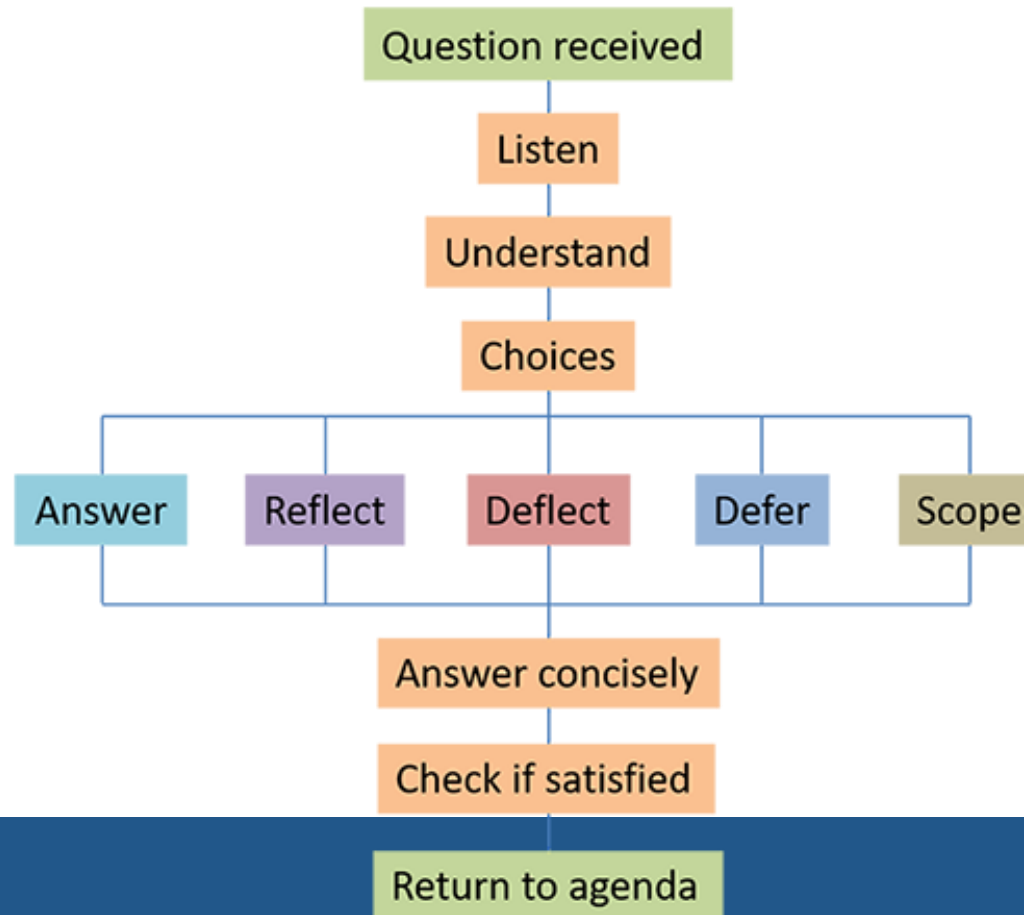 Question received
Listen
Understand
Choices
Answer Reflect Deflect Defer Scope
Answer concisely
Check if satisfied
Return to agenda